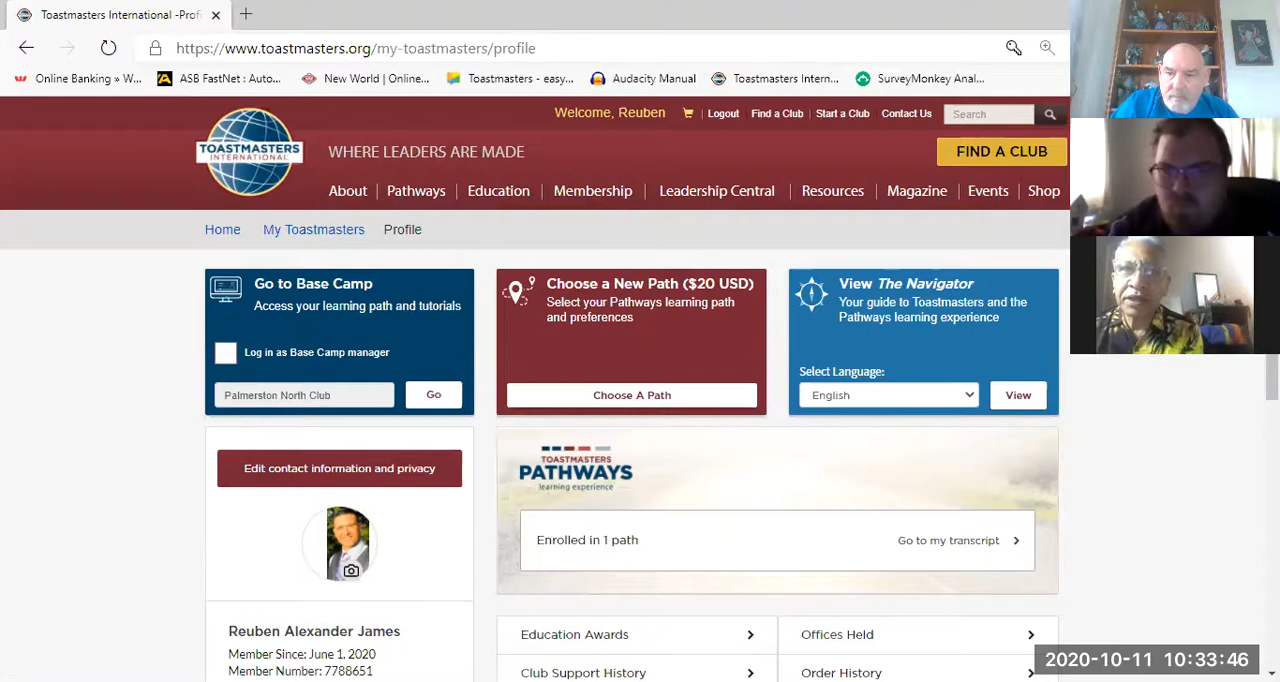 Toastmasters International -Prof
https://www.toastmasters.org/my-toastmasters/profile
Online Banking » W...
ASB FastNet : Auto...
New World | Online...
Toastmasters - easy...
Audacity Manual
Toastmasters Intern...
SurveyMonkey Anal...
Welcome, Reuben
Logout
Find a Club
Start a Club
Contact Us
Search
TOASTMASTERS
INTERNATIONAL
WHERE LEADERS ARE MADE
FIND A CLUB
About
Pathways
Education
Membership
Leadership Central
Resources
Magazine
Events
Shop
Home
My Toastmasters
Profile
Go to Base Camp
Access your learning path and tutorials
Log in as Base Camp manager
Palmerston North Club
Go
Choose a New Path ($20 USD)
Select your Pathways learning path
and preferences
Choose A Path
View The Navigator
Your guide to Toastmasters and the
Pathways learning experience
Select Language:
English
View
Edit contact information and privacy
TOASTMASTERS
PATHWAYS
learning experience
Enrolled in 1 path
Go to my transcript
Reuben Alexander James
Member Since: June 1, 2020
Member Number: 7788651
Education Awards
Offices Held
Club Support History
Order History
2020-10-11 10:33:46